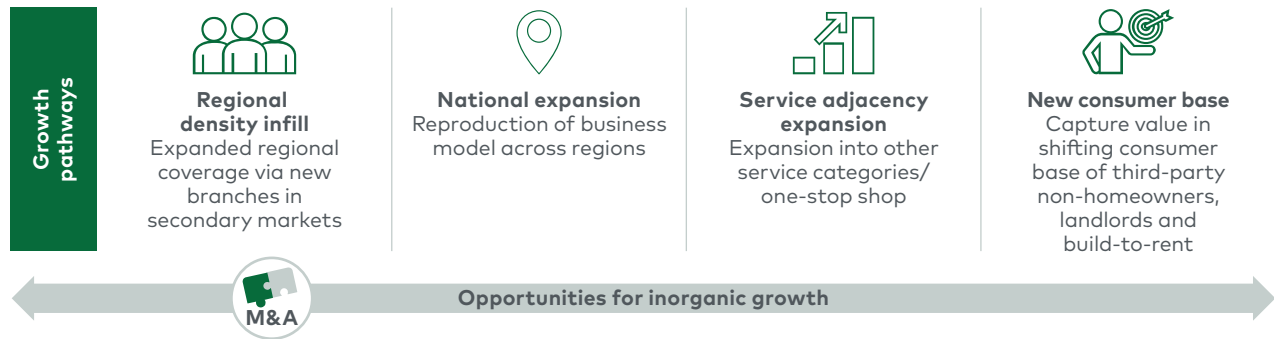 Growth
pathways
Regional
density infill
Expanded regional
coverage via new
branches in
secondary markets
National expansion
Reproduction of business
model across regions
Service adjacency
expansion
Expansion into other
service categories/
one-stop shop
New consumer base
Capture value in
shifting consumer
base of third-party
non-homeowners,
landlords and
build-to-rent
M&A
Opportunities for inorganic growth